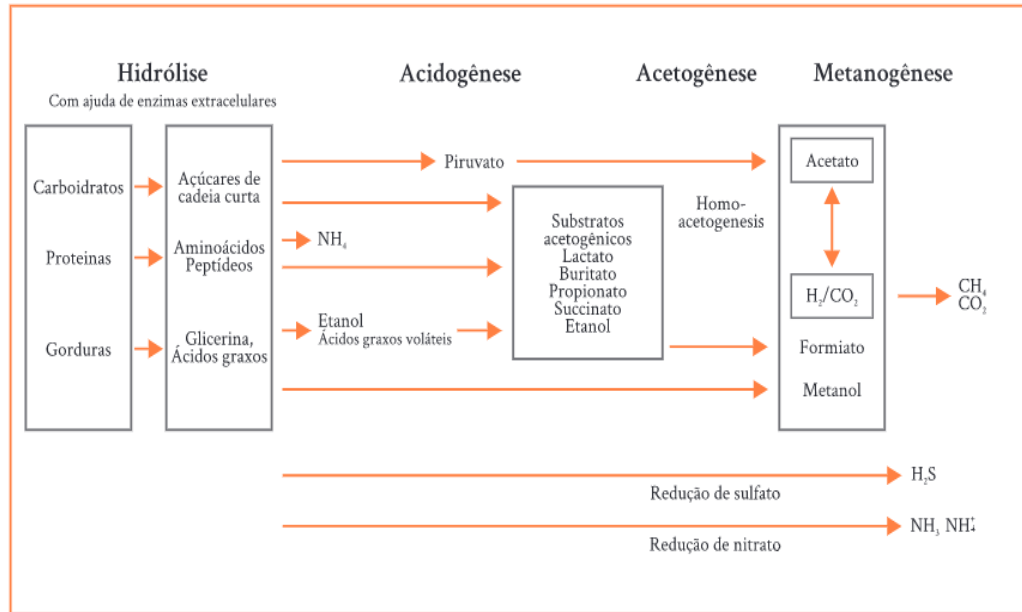 Hidrólise
Acidogênese
Acetogênese
Metanogênese
Com ajuda de enzimas extracelulares
Carboidratos
Proteinas
Gorduras
Açúcares de
cadeia curta
Aminoácidos
Peptídeos
Glicerina,
Ácidos graxos
Piruvato
NH₄
Etanol
Ácidos graxos voláteis
Substratos
acetogênicos
Lactato
Buritato
Propionato
Succinato
Etanol
Homo-
acetogenesis
Acetato
H₂/CO₂
Formiato
Metanol
CH₄
CO₂
Redução de sulfato
H₂S
Redução de nitrato
NH₃ NH₄⁺